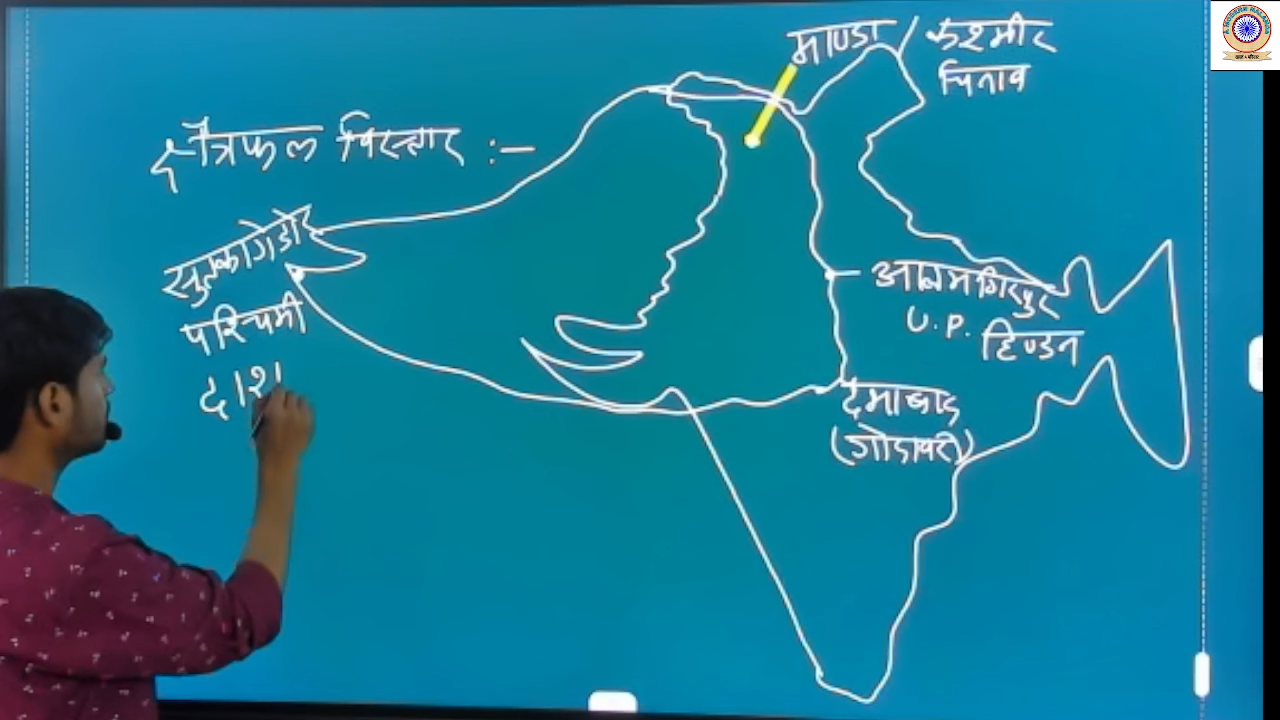 माण्डा
कश्मीर
चिनाव
क्षैत्रफल विस्तार :-
सुत्कागेडोर
पश्चिमी
दाश
आलमगिरपुर
U.P. हिण्डन
दैमाबाद
(गोदावरी)